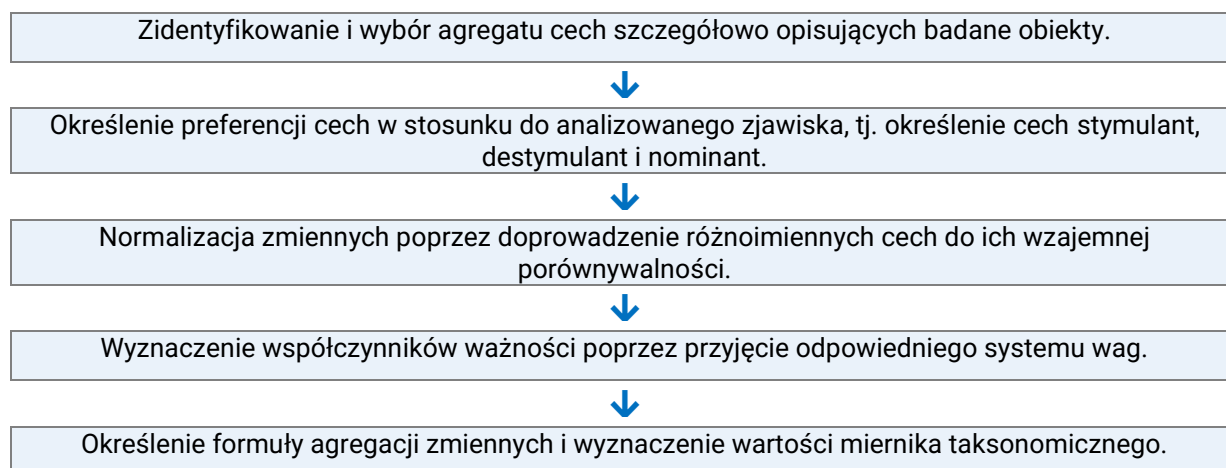 Zidentyfikowanie i wybór agregatu cech szczegółowo opisujących badane obiekty.
Określenie preferencji cech w stosunku do analizowanego zjawiska, tj. określenie cech stymulant,
destymulant i nominant.
Normalizacja zmiennych poprzez doprowadzenie różnoimiennych cech do ich wzajemnej
porównywalności.
Wyznaczenie współczynników ważności poprzez przyjęcie odpowiedniego systemu wag.
Określenie formuły agregacji zmiennych i wyznaczenie wartości miernika taksonomicznego.